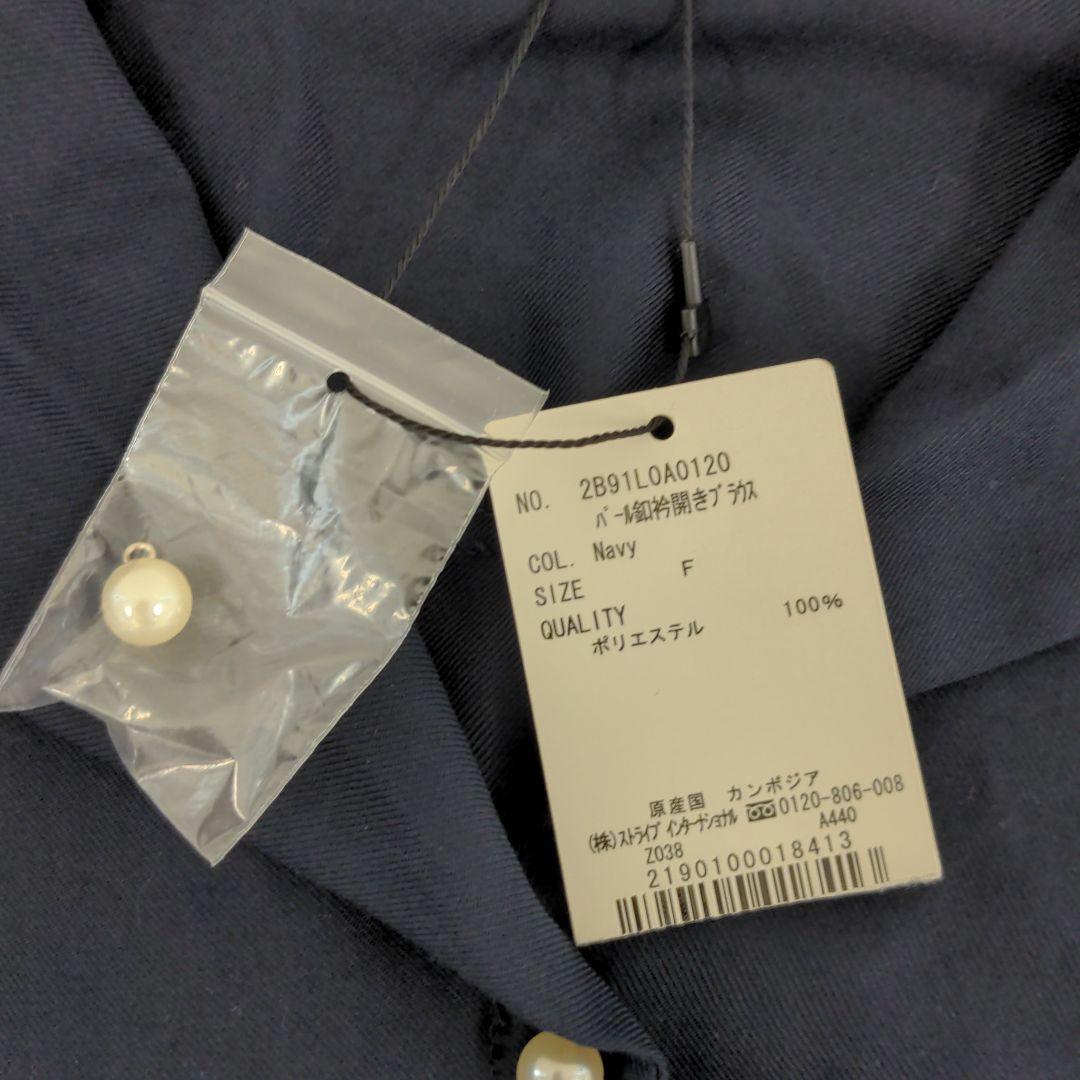 NO. 2B91L0A0120
ﾊﾟｰﾙ釦衿開きﾌﾞﾗｳｽ
COL. Navy
SIZE F
QUALITY
ポリエステル 100%
原産国 カンボジア
(株)ｽﾄﾗｲﾌﾟｲﾝﾀｰﾅｼｮﾅﾙ 0120-806-008
Z038 A440
2190100018413